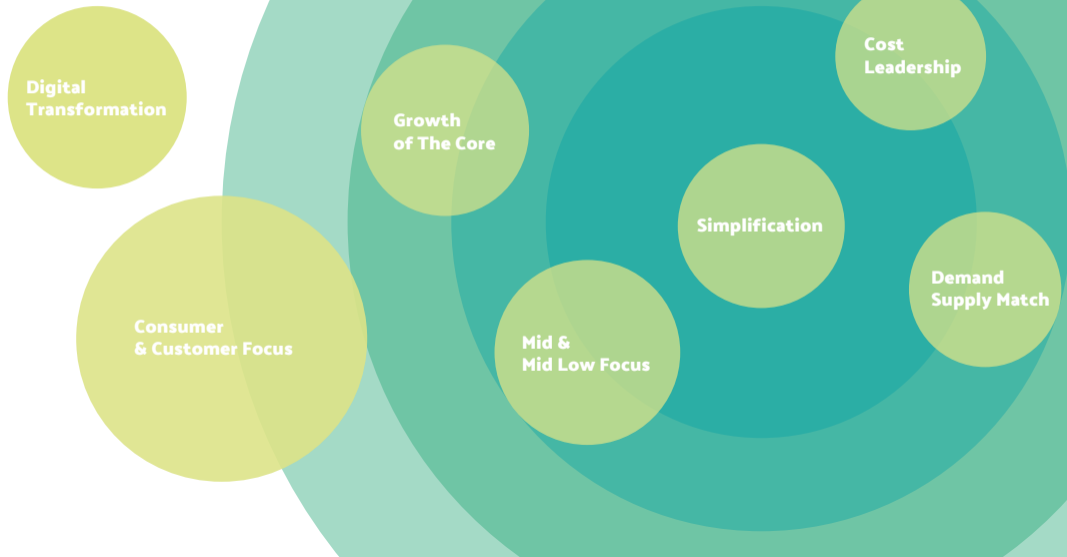 Digital
Transformation
Growth
of The Core
Cost
Leadership
Simplification
Consumer
& Customer Focus
Mid &
Mid Low Focus
Demand
Supply Match